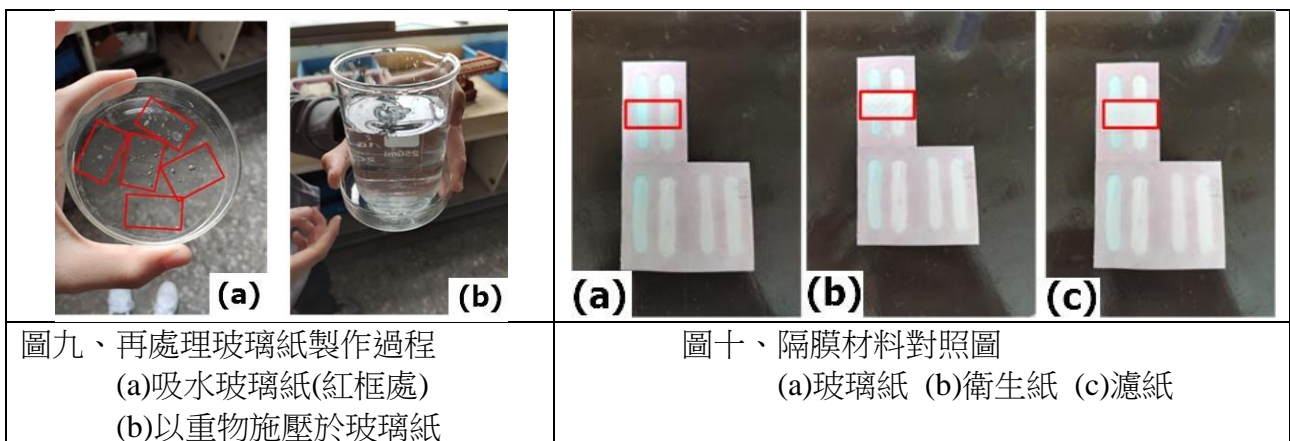 (a)
(b)
(a)
(b)
(c)
250ml
圖九、再處理玻璃紙製作過程
(a)吸水玻璃紙(紅框處)
(b)以重物施壓於玻璃紙
圖十、隔膜材料對照圖
(a)玻璃紙 (b)衛生紙 (c)濾紙